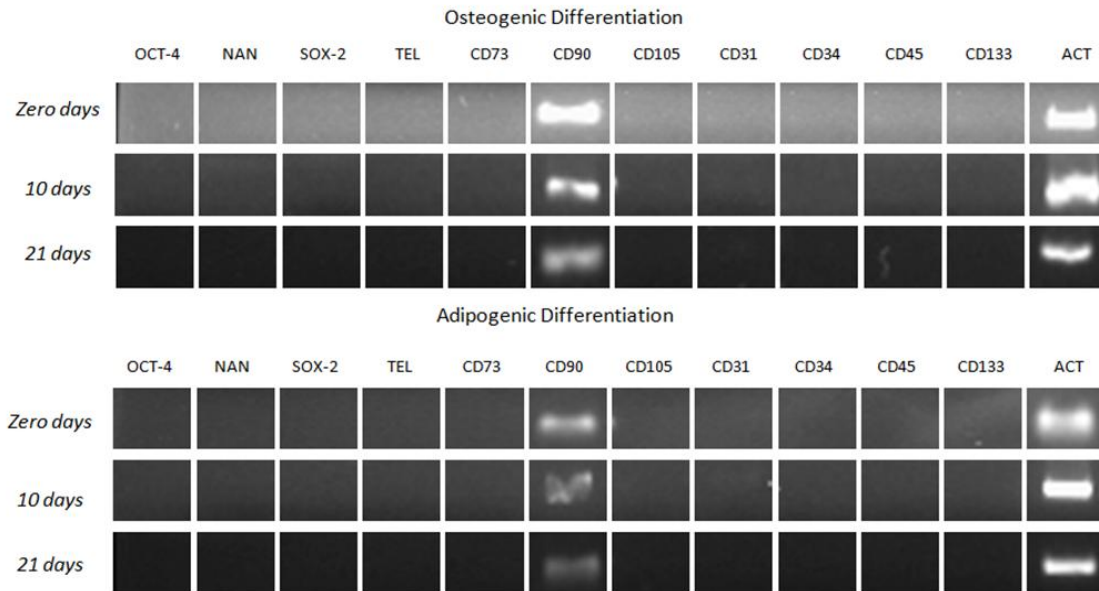 Osteogenic Differentiation
OCT-4 NAN SOX-2 TEL CD73 CD90 CD105 CD31 CD34 CD45 CD133 ACT
Zero days
10 days
21 days
Adipogenic Differentiation
OCT-4 NAN SOX-2 TEL CD73 CD90 CD105 CD31 CD34 CD45 CD133 ACT
Zero days
10 days
21 days